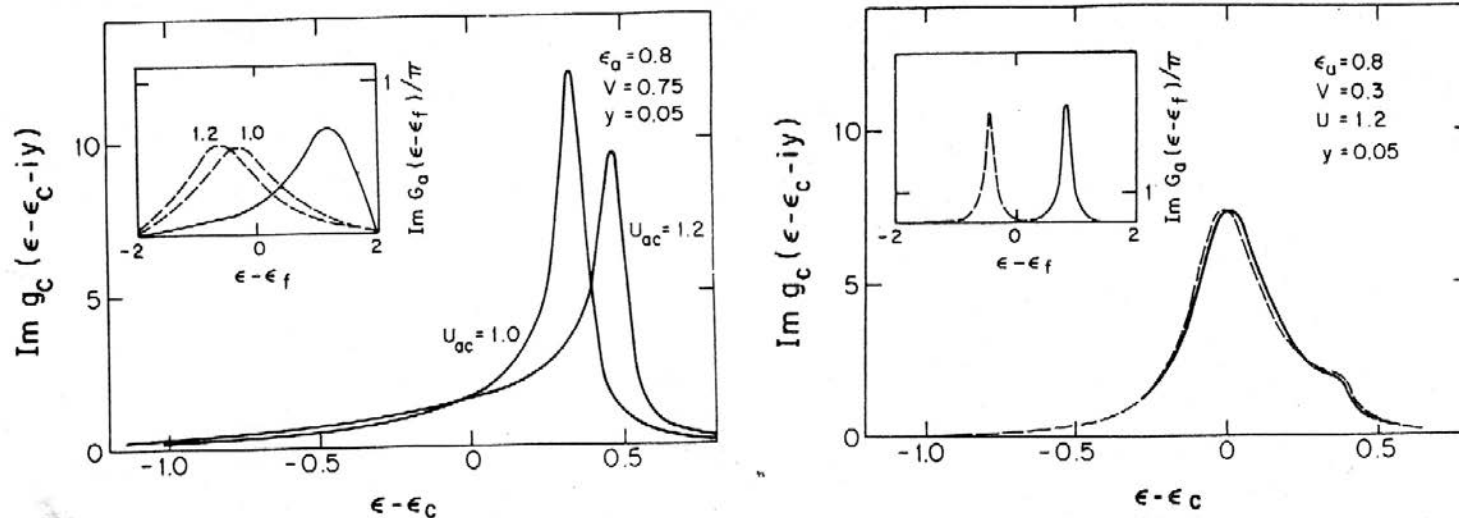 Im g_c (ε-ε_c-iy)
10
5
0
-1.0
-0.5
0
0.5
ε-ε_c
ε_a = 0.8
V = 0.75
y = 0.05
U_ac = 1.2
U_ac = 1.0
1.2
1.0
-2
0
2
ε-ε_f
1
Im G_a (ε-ε_f)/π
Im g_c (ε-ε_c-iy)
10
5
0
-1.0
-0.5
0
0.5
ε-ε_c
ε_a = 0.8
V = 0.3
U = 1.2
y = 0.05
-2
0
2
ε-ε_f
1
Im G_a (ε-ε_f)/π